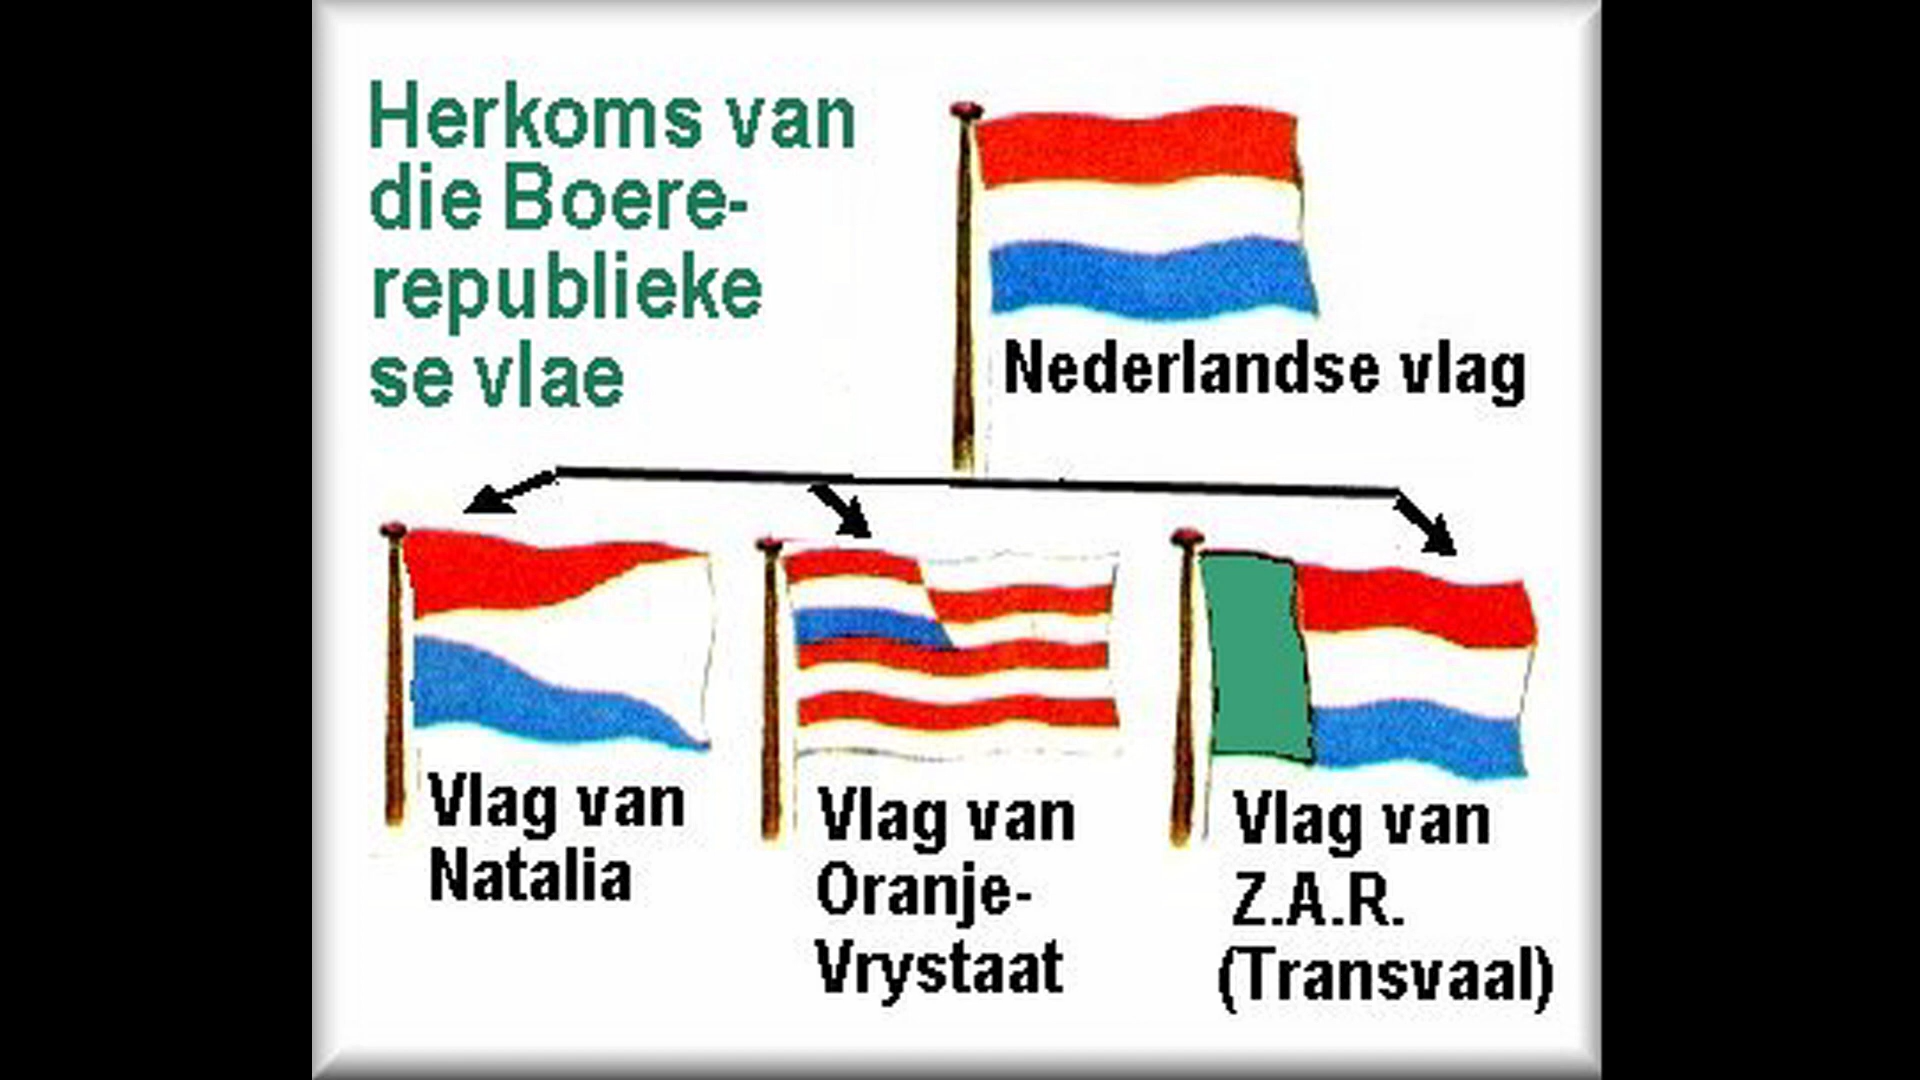 Herkoms van
die Boere-
republieke
se vlae
Nederlandse vlag
Vlag van
Natalia
Vlag van
Oranje-
Vrystaat
Vlag van
Z.A.R.
(Transvaal)